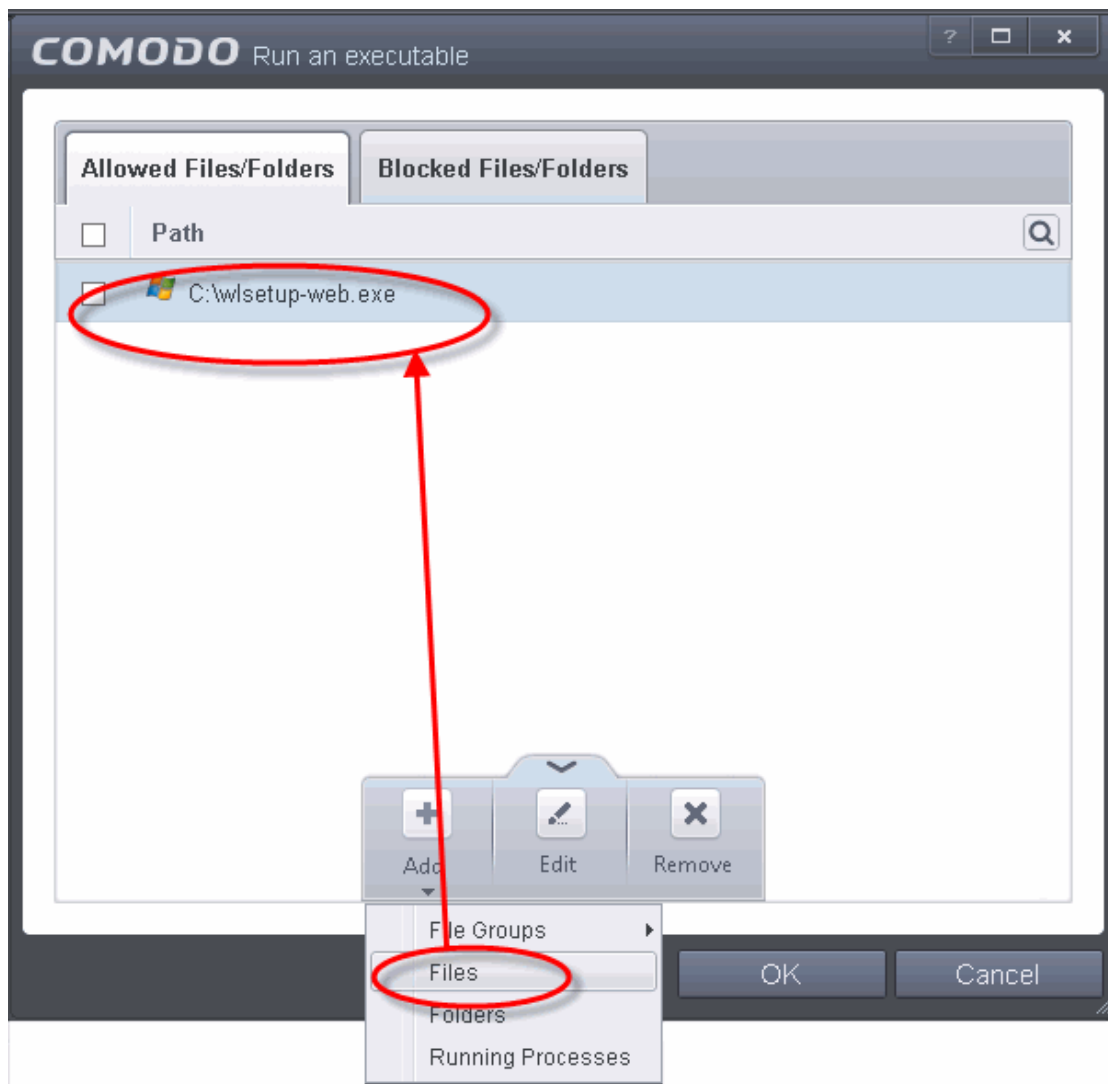 COMODO Run an executable
?
Allowed Files/Folders Blocked Files/Folders
Path
C:\wlsetup-web.exe
Add Edit Remove
File Groups
Files
Folders
Running Processes
OK Cancel